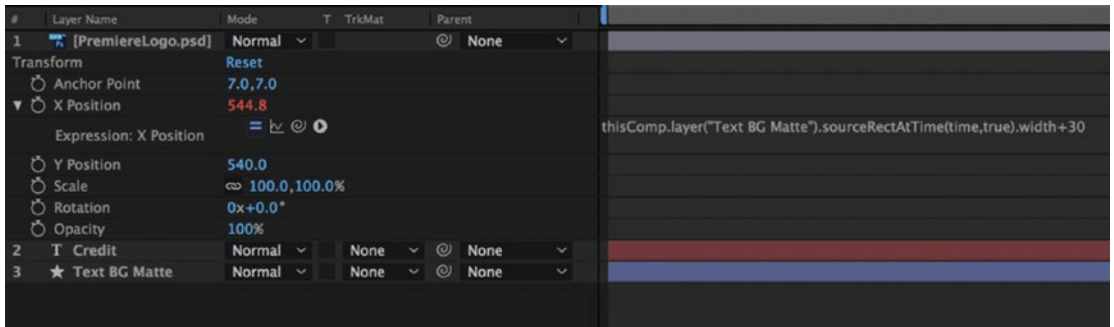 # Layer Name Mode T TrkMat Parent
1 [PremiereLogo.psd] Normal None
Transform Reset
Anchor Point 7.0,7.0
X Position 544.8
Expression: X Position thisComp.layer("Text BG Matte").sourceRectAtTime(time,true).width+30
Y Position 540.0
Scale 100.0,100.0%
Rotation 0x+0.0°
Opacity 100%
2 T Credit Normal None None
3 Text BG Matte Normal None None